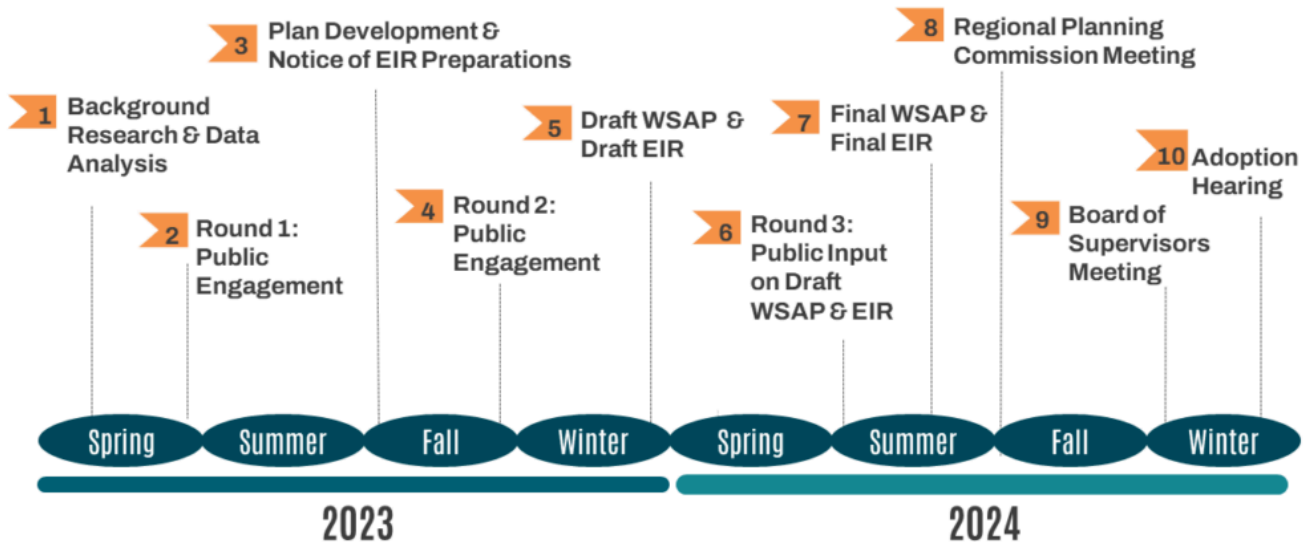 1 Background
Research & Data
Analysis
2 Round 1:
Public
Engagement
3 Plan Development &
Notice of EIR Preparations
4 Round 2:
Public
Engagement
5 Draft WSAP &
Draft EIR
6 Round 3:
Public Input
on Draft
WSAP & EIR
7 Final WSAP &
Final EIR
8 Regional Planning
Commission Meeting
9 Board of
Supervisors
Meeting
10 Adoption
Hearing
Spring Summer Fall Winter Spring Summer Fall Winter
2023 2024